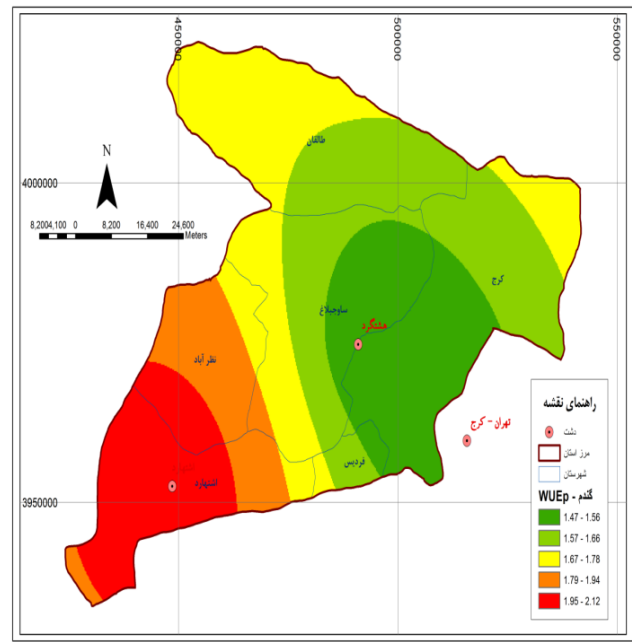 450000 500000 550000
طالقان
N
4000000
8,2004,100 0 8,200 16,400 24,600
Meters
کرج
ساوجبلاغ
هشتگرد
نظر آباد
راهنمای نقشه
دشت
تهران - کرج
مرز استان
فردیس
شهرستان
اشتهارد
3950000
گندم - WUEp
1.47 - 1.56
1.57 - 1.66
1.67 - 1.78
1.79 - 1.94
1.95 - 2.12